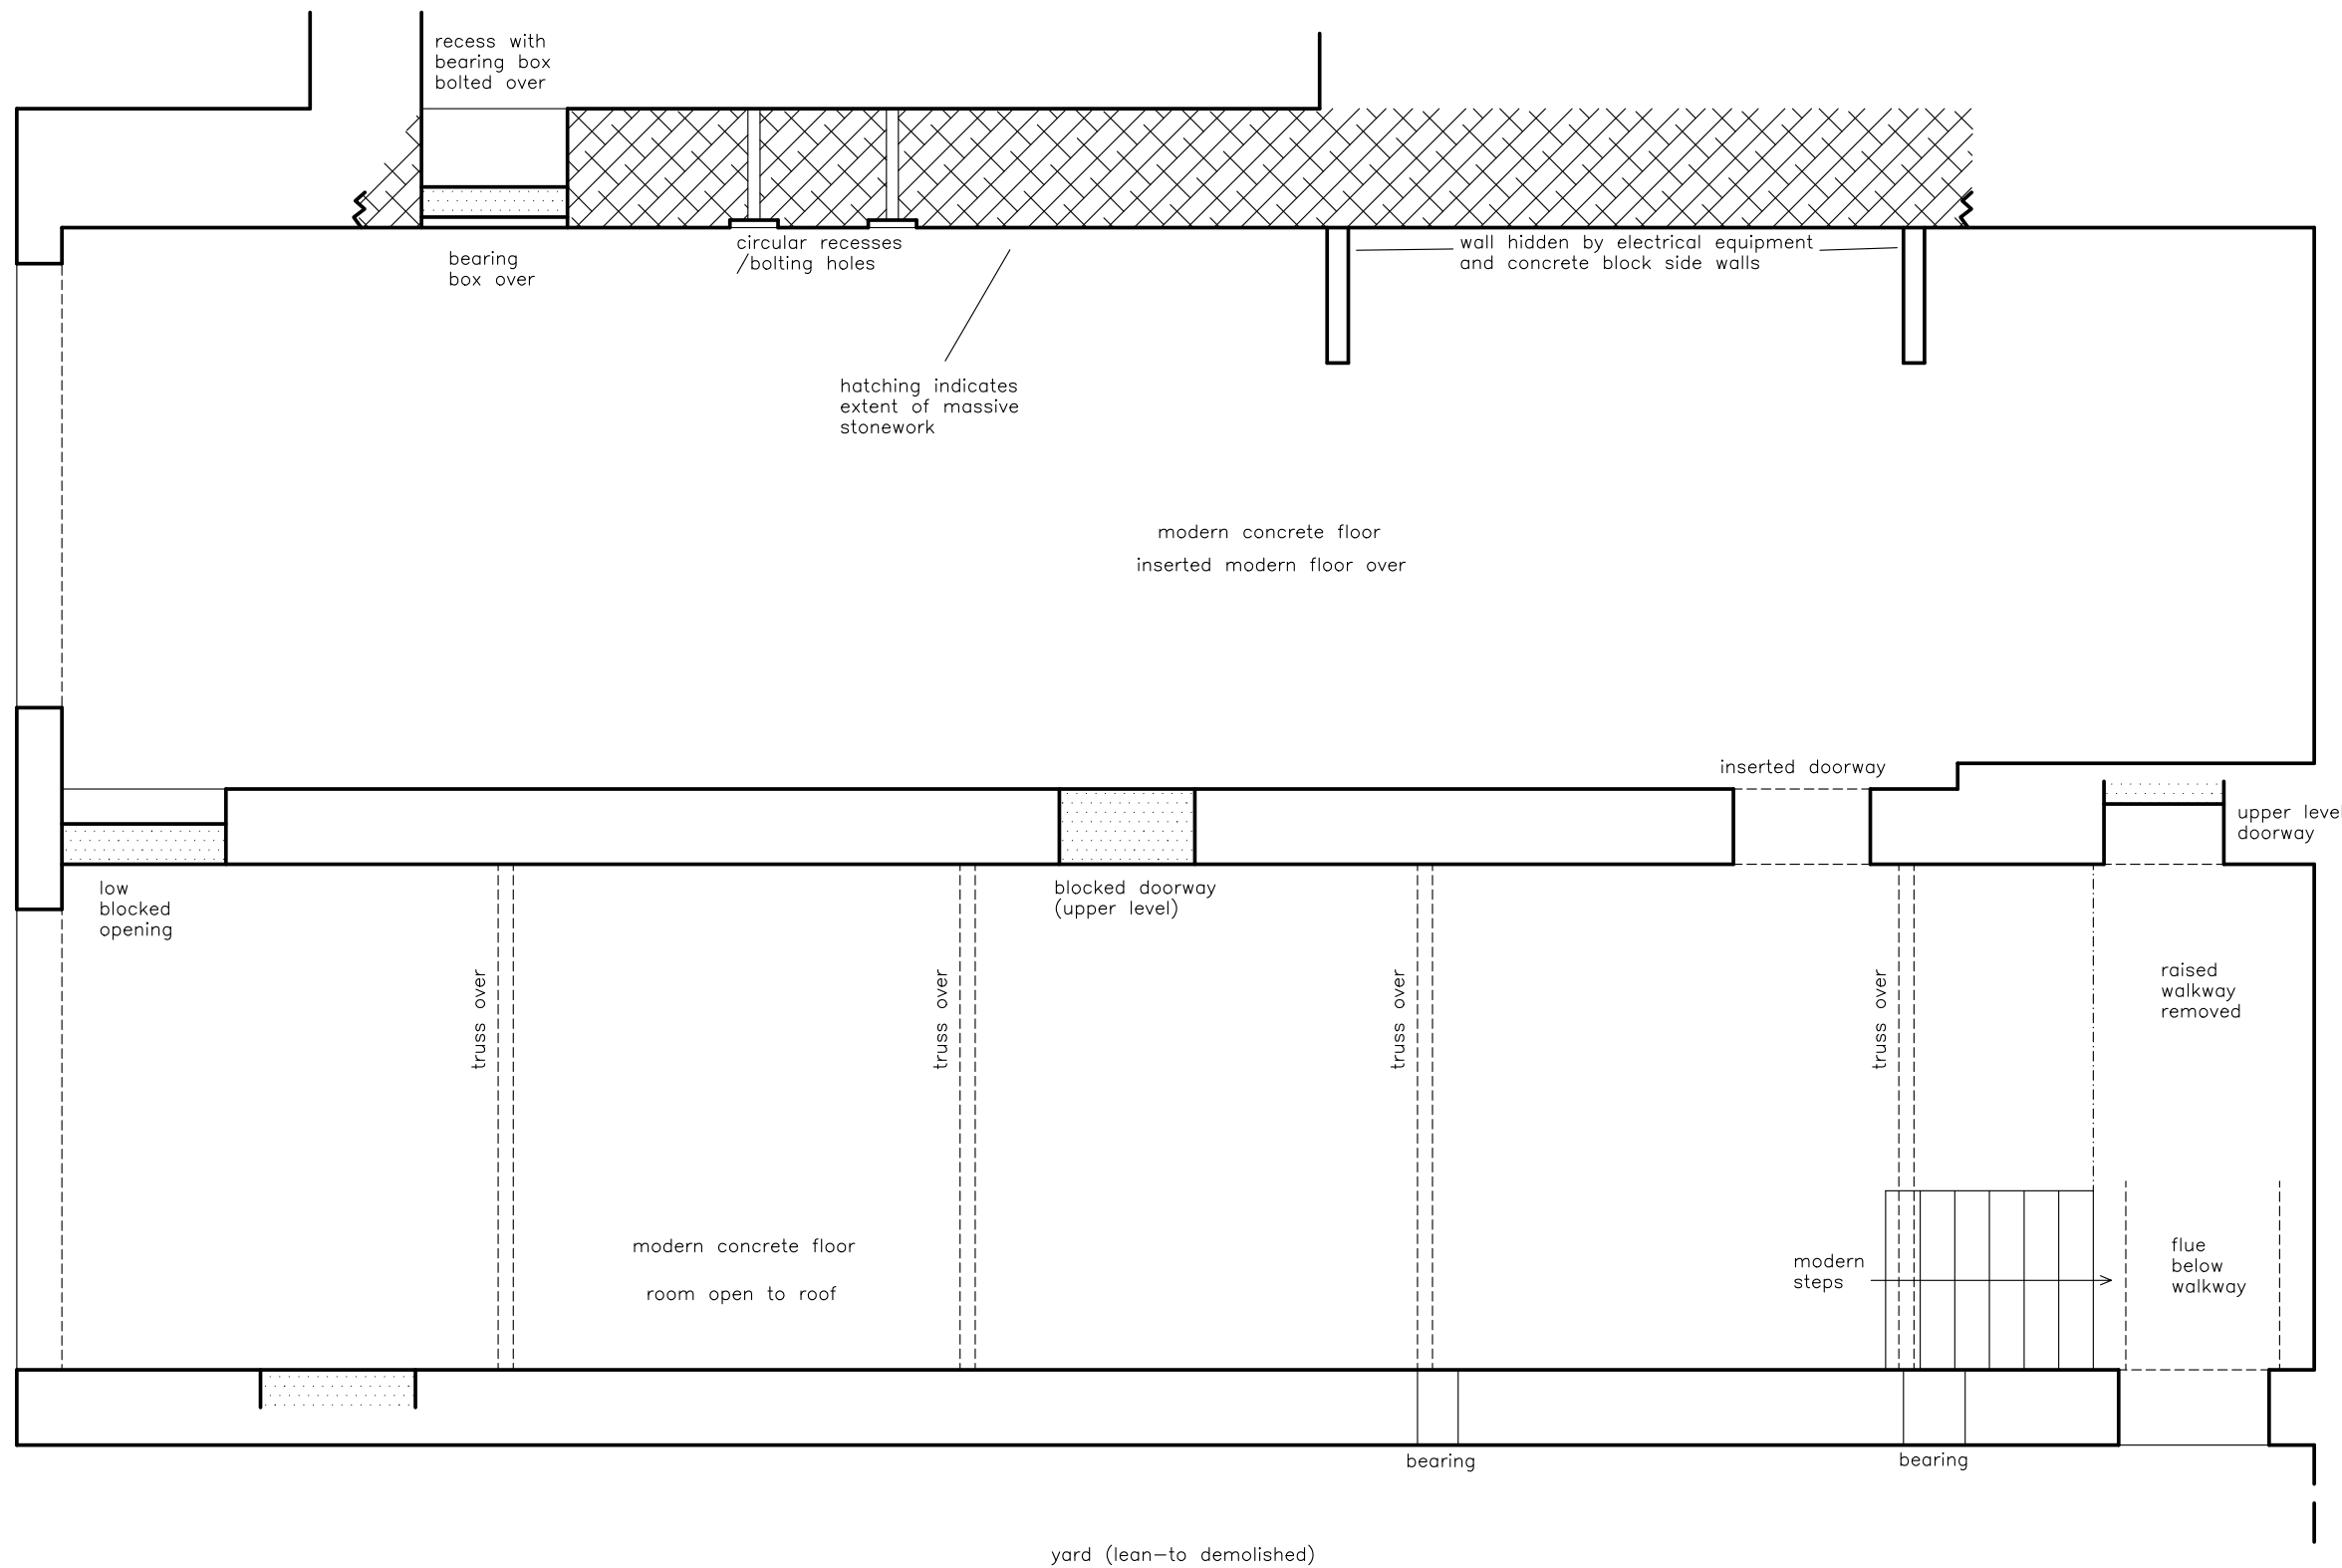 recess with
bearing box
bolted over
bearing
box over
circular recesses
/bolting holes
wall hidden by electrical equipment
and concrete block side walls
hatching indicates
extent of massive
stonework
modern concrete floor
inserted modern floor over
inserted doorway
upper level
doorway
low
blocked
opening
blocked doorway
(upper level)
truss over
truss over
truss over
truss over
raised
walkway
removed
modern concrete floor
room open to roof
modern
steps
flue
below
walkway
bearing
bearing
yard (lean-to demolished)